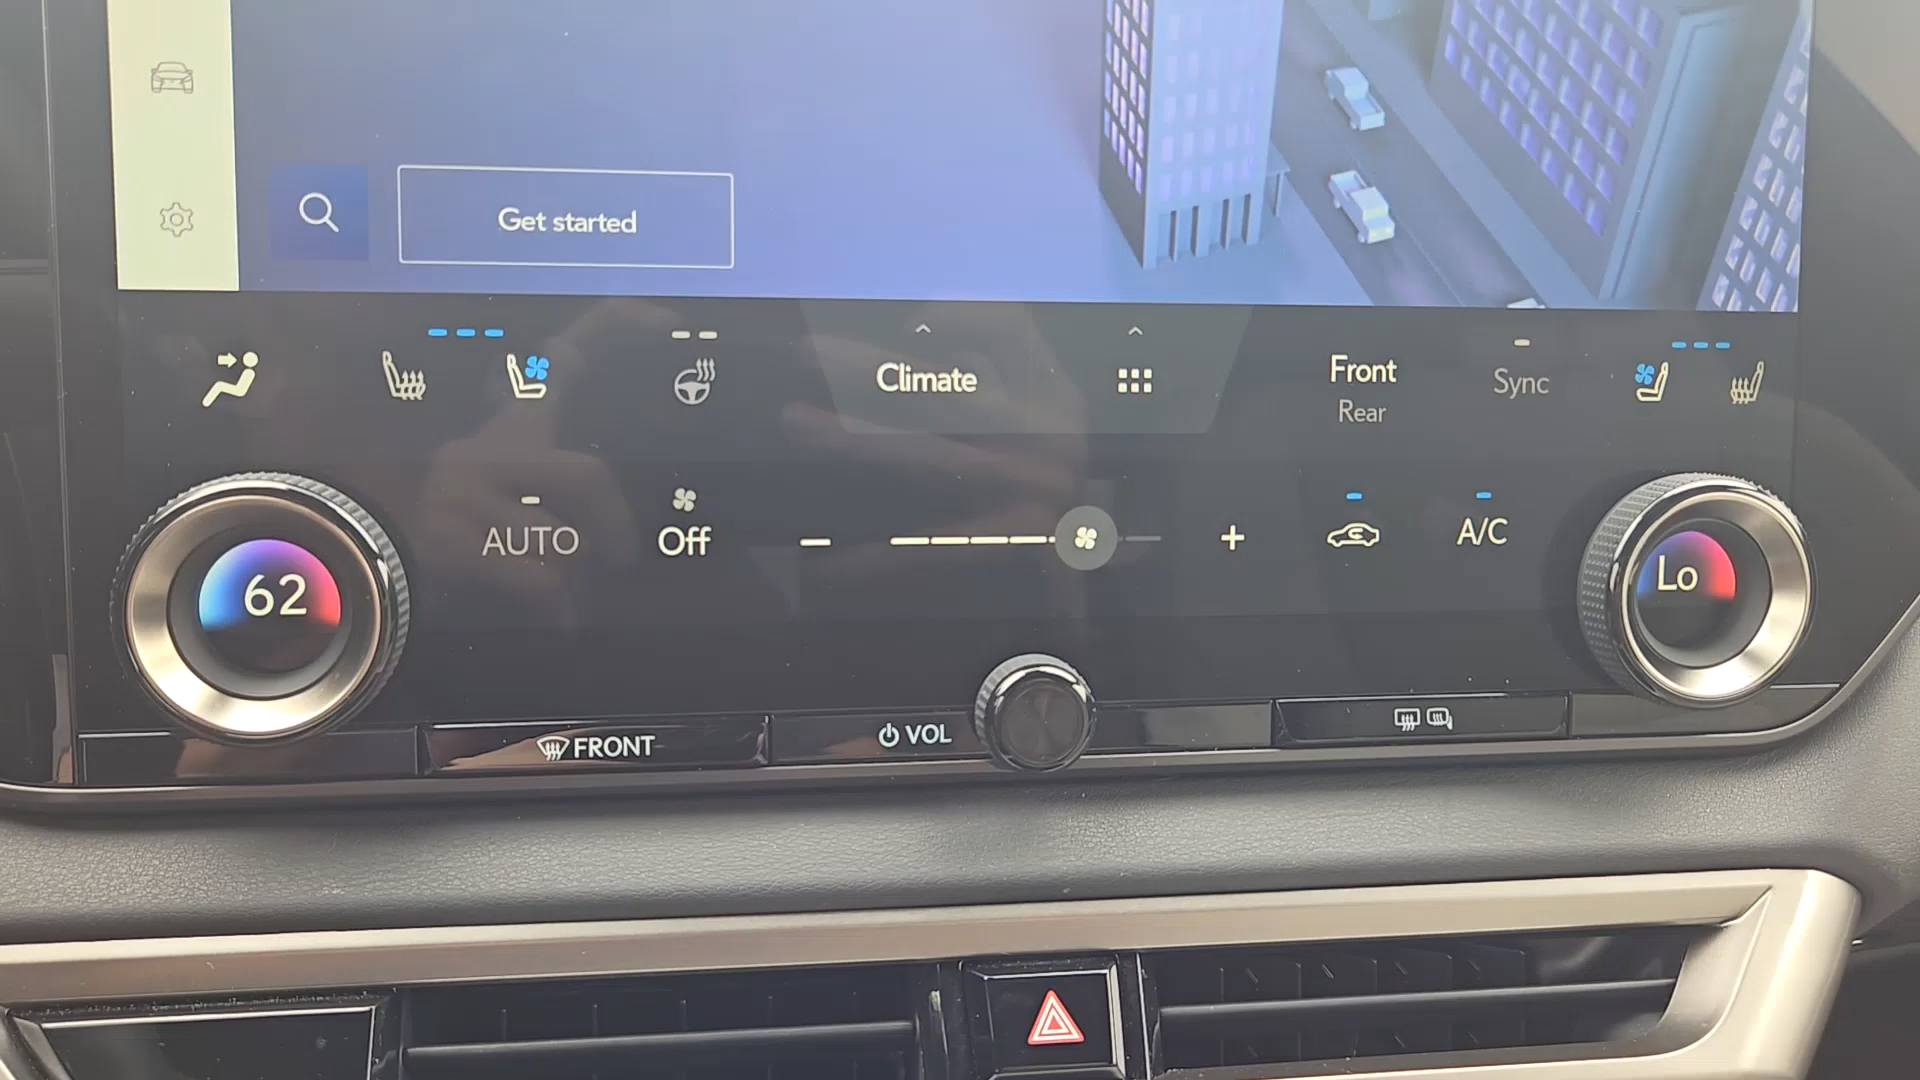 Get started
Climate
Front
Rear
Sync
AUTO
Off
A/C
62
Lo
FRONT
VOL